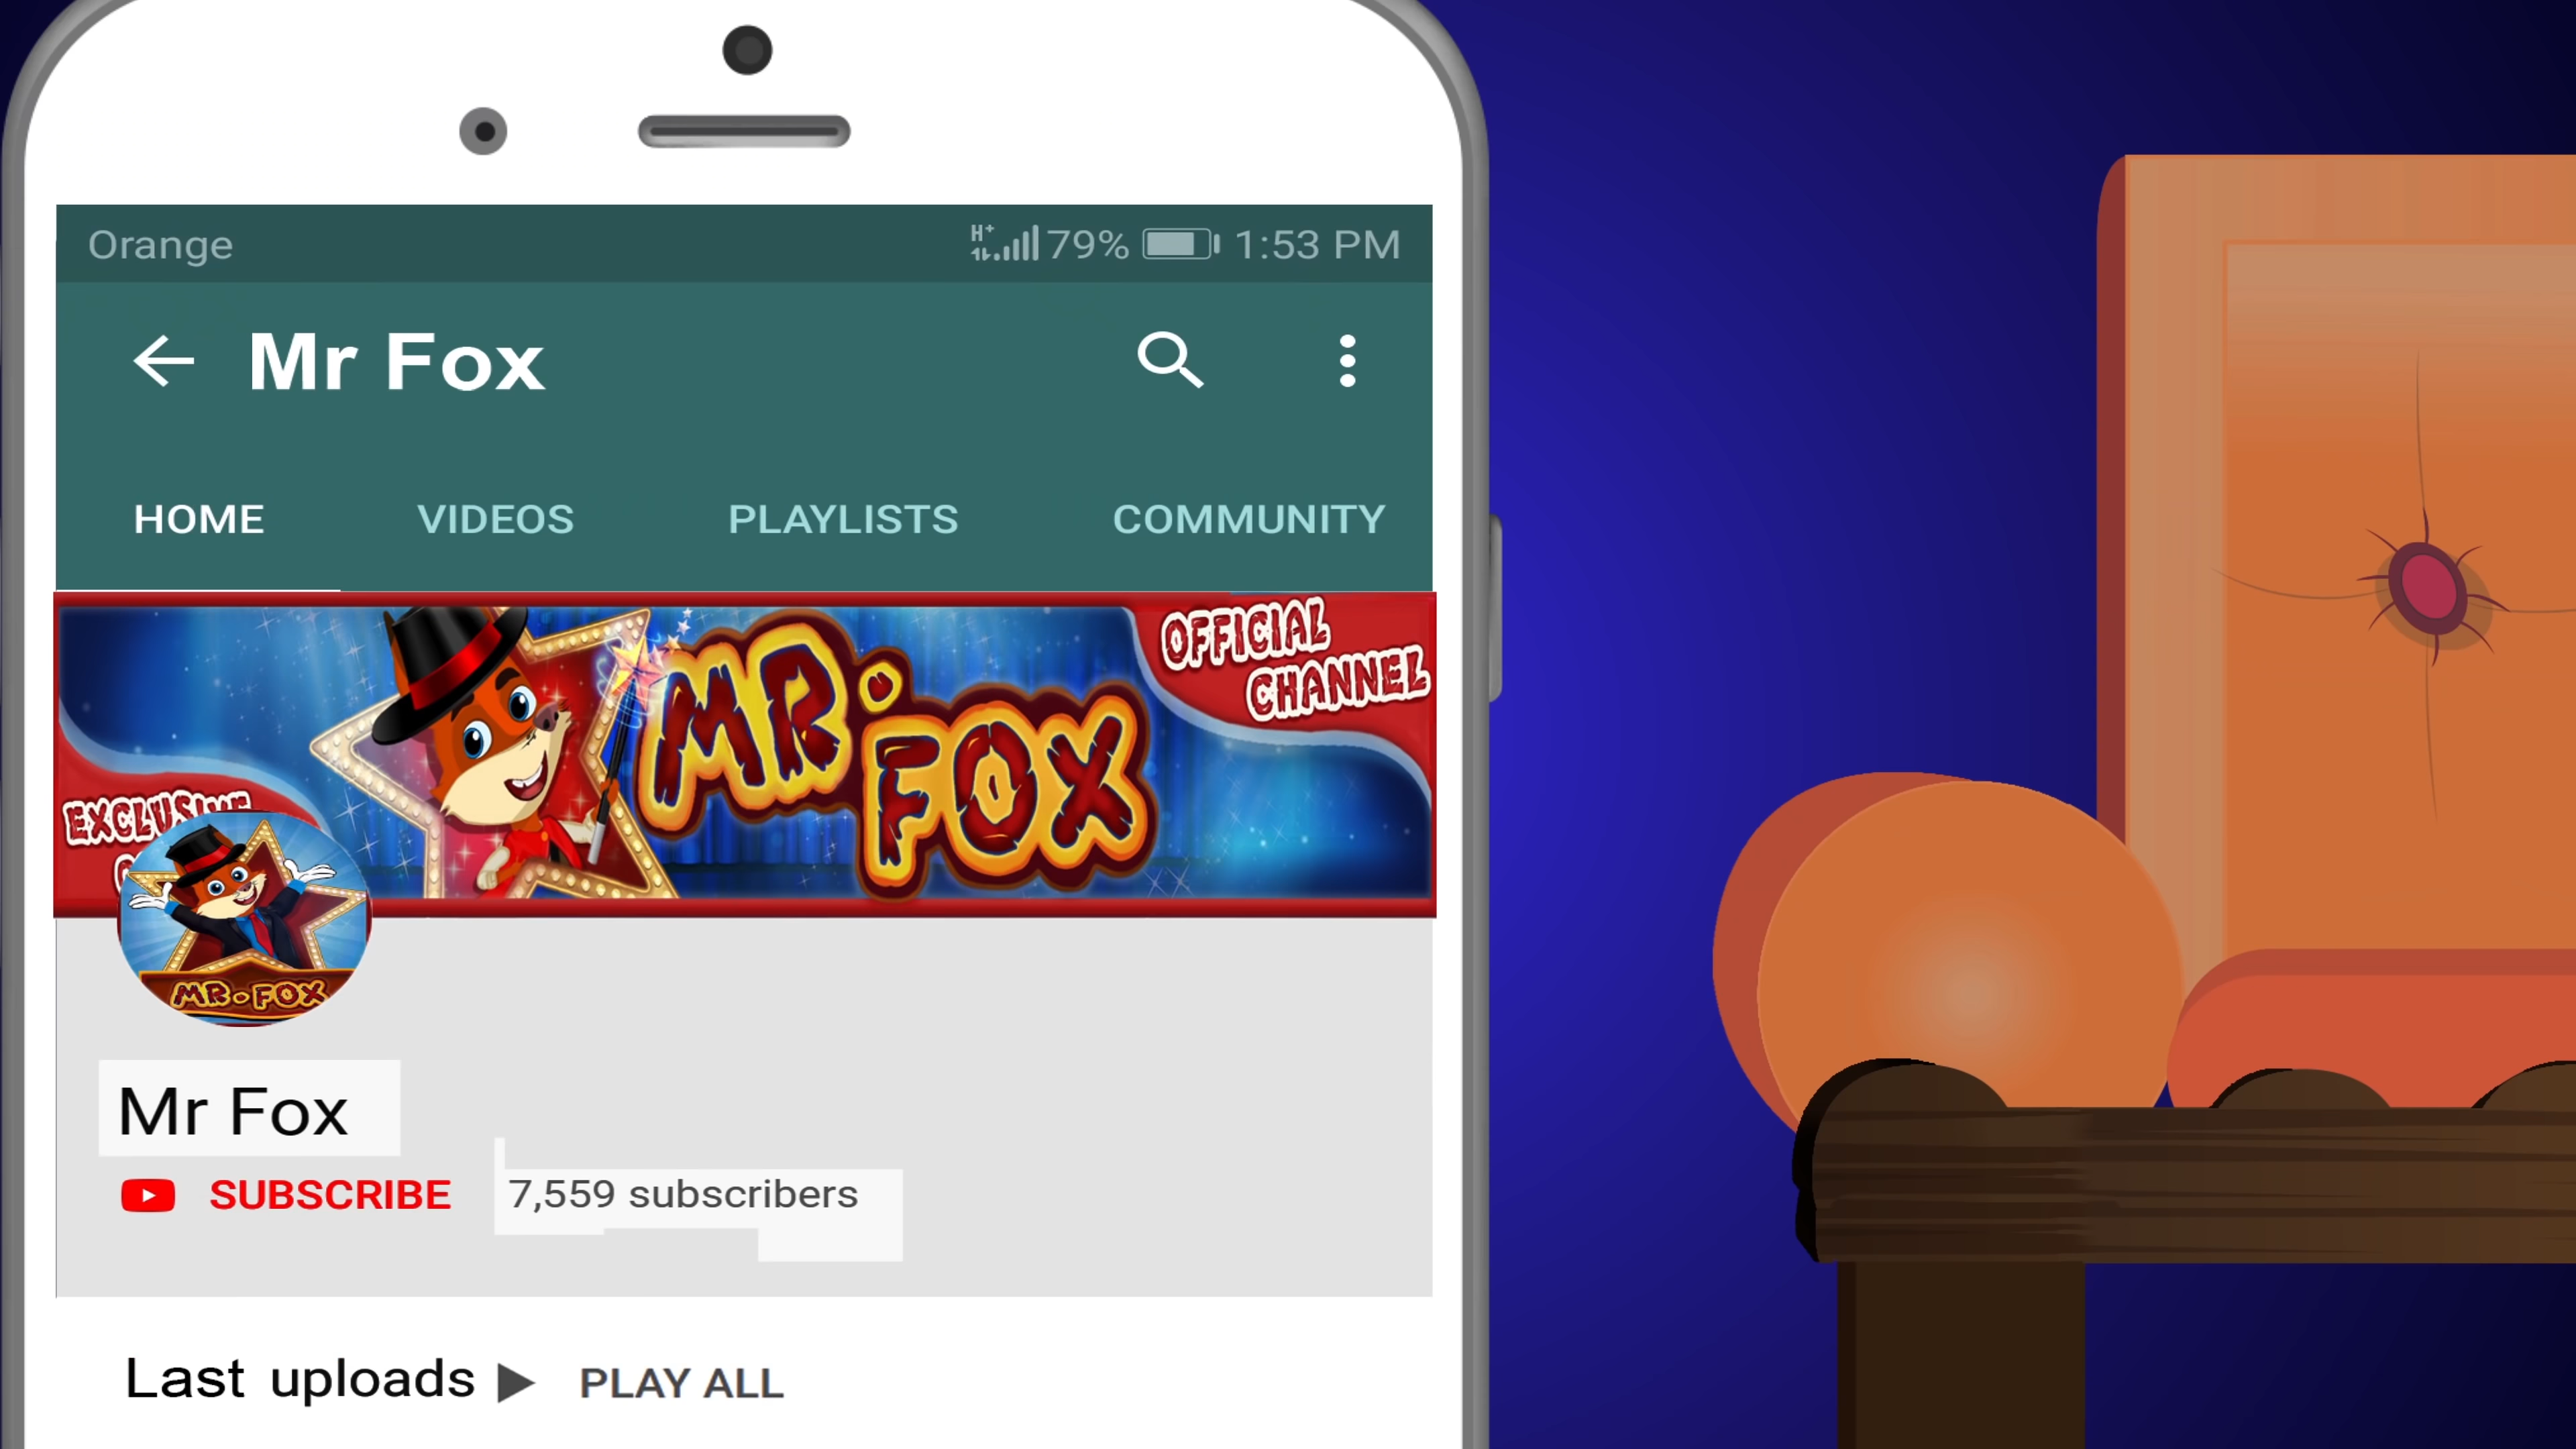 Orange H+ 79% 1:53 PM
Mr Fox
HOME VIDEOS PLAYLISTS COMMUNITY
OFFICIAL
CHANNEL
MR.
FOX
EXCLUSIVE
MR.FOX
Mr Fox
SUBSCRIBE 7,559 subscribers
Last uploads PLAY ALL